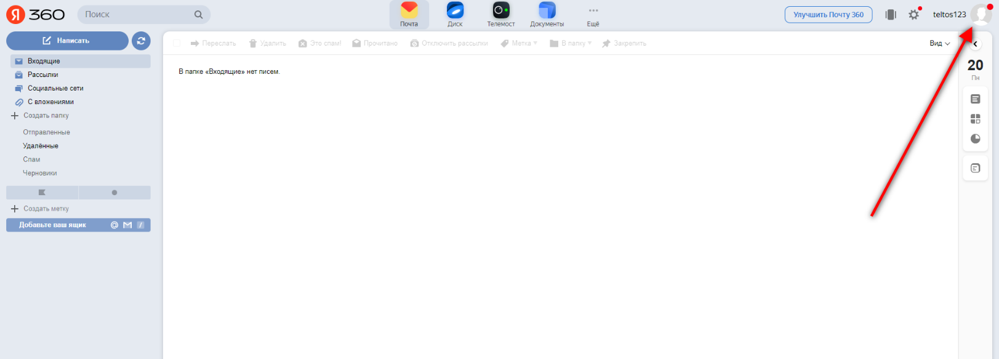 Я 360
Поиск
Почта
Диск
Телемост
Документы
Ещё
Улучшить Почту 360
teltos123
Написать
Переслать
Удалить
Это спам!
Прочитано
Отключить рассылки
Метка
В папку
Закрепить
Вид
Входящие
Рассылки
Социальные сети
С вложениями
Создать папку
Отправленные
Удалённые
Спам
Черновики
Создать метку
Добавьте ваш ящик
В папке «Входящие» нет писем.
20
Пн